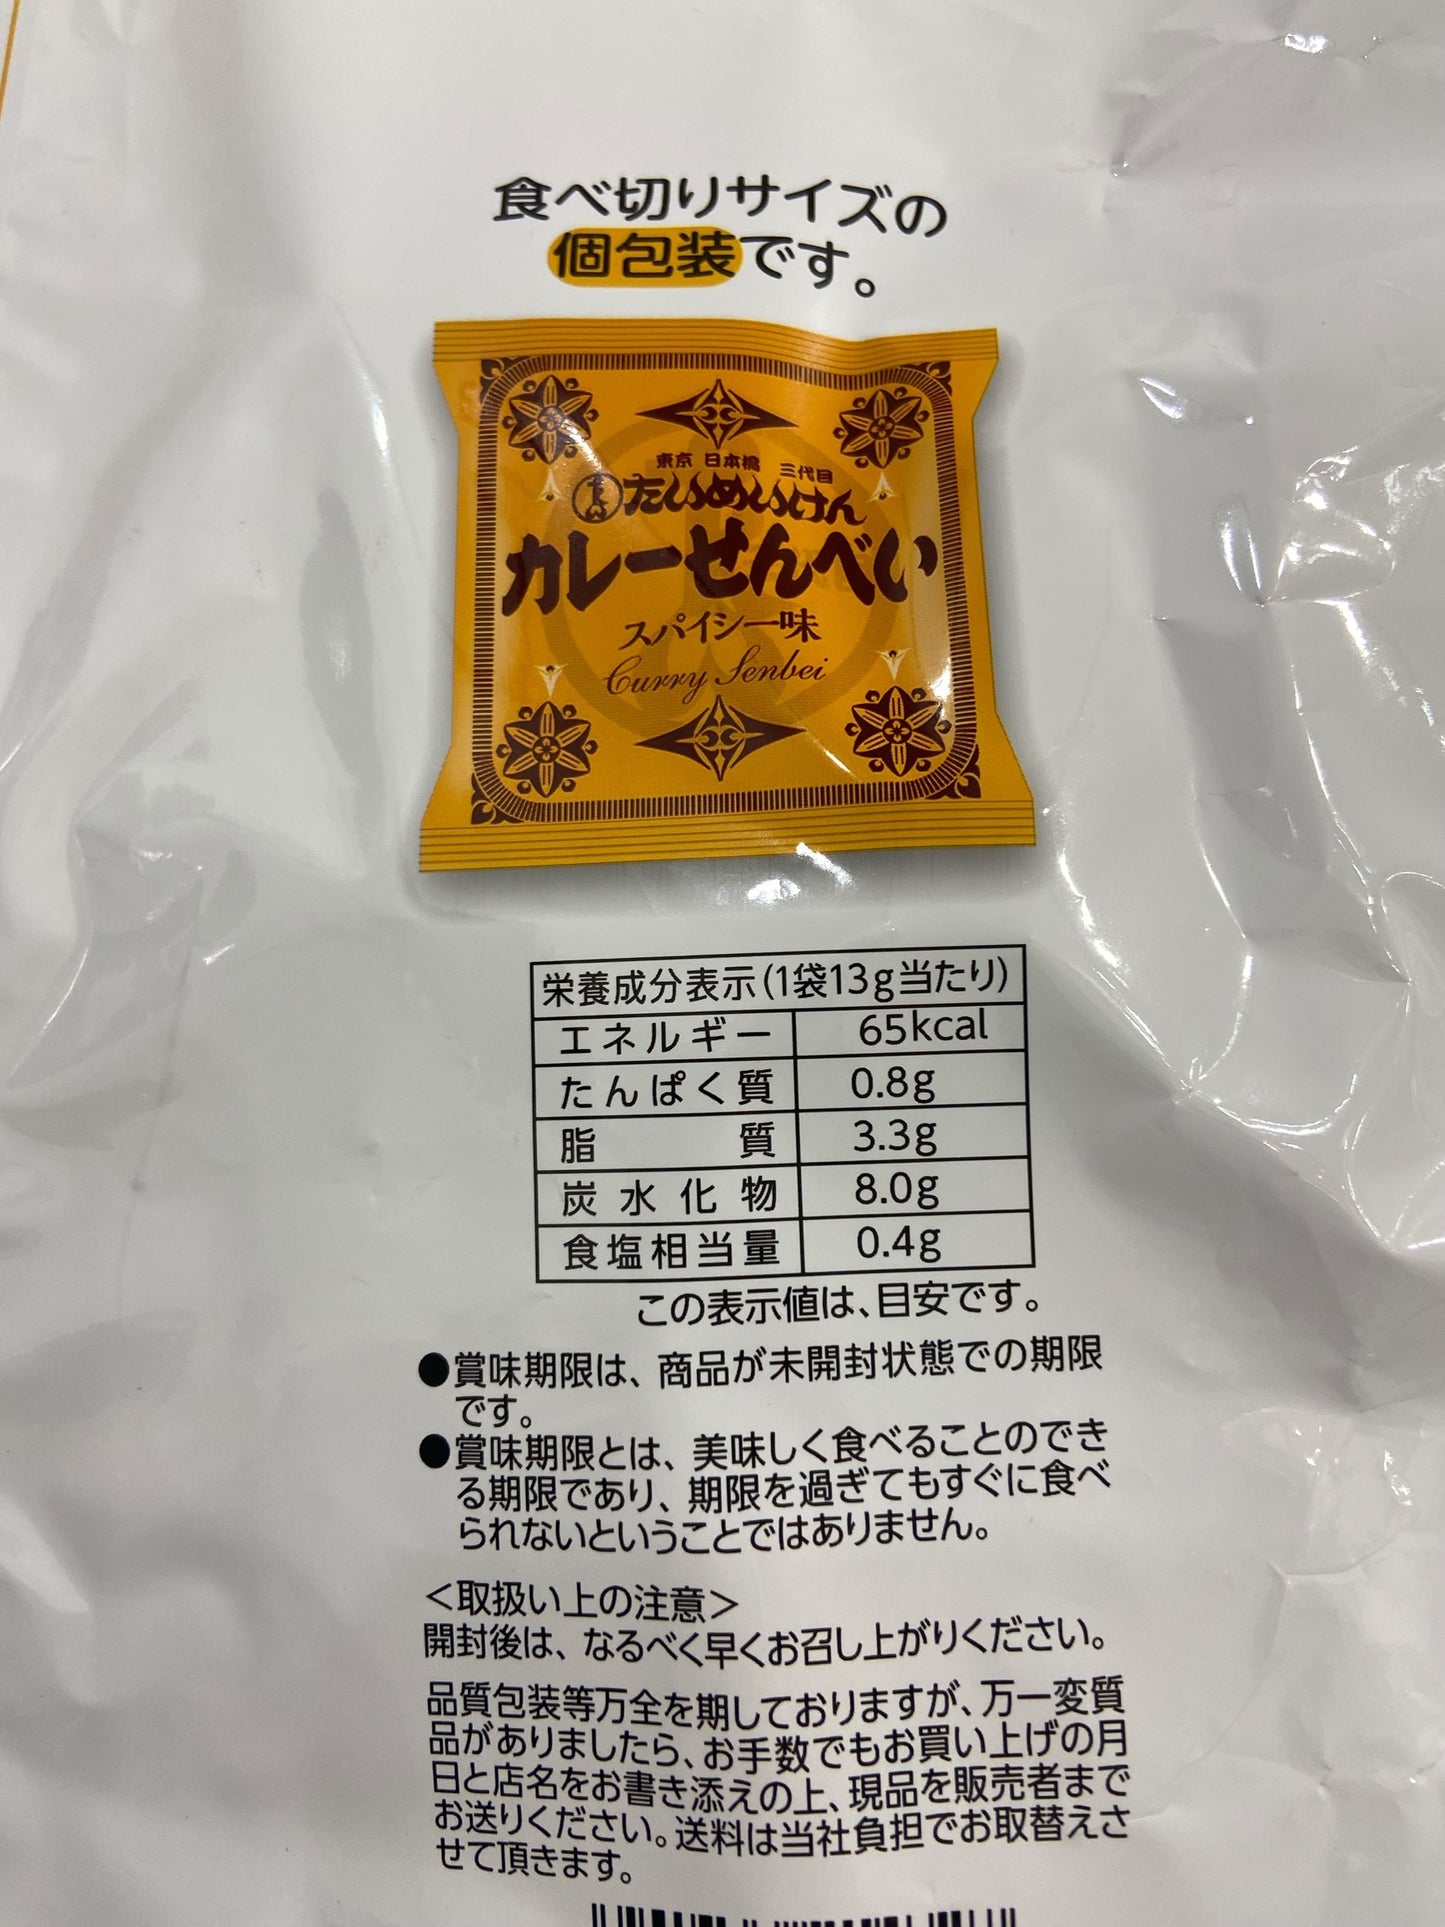 食べ切りサイズの
個包装です。
東京 日本橋 三代目
たいめいけん
カレーせんべい
スパイシー味
Curry Senbei
栄養成分表示(1袋13g当たり)
エネルギー 65kcal
たんぱく質 0.8g
脂質 3.3g
炭水化物 8.0g
食塩相当量 0.4g
この表示値は、目安です。
●賞味期限は、商品が未開封状態での期限
です。
●賞味期限とは、美味しく食べることのでき
る期限であり、期限を過ぎてもすぐに食べ
られないということではありません。
＜取扱い上の注意＞
開封後は、なるべく早くお召し上がりください。
品質包装等万全を期しておりますが、万一変質
品がありましたら、お手数でもお買い上げの月
日と店名をお書き添えの上、現品を販売者まで
お送りください。送料は当社負担でお取替えさ
せて頂きます。